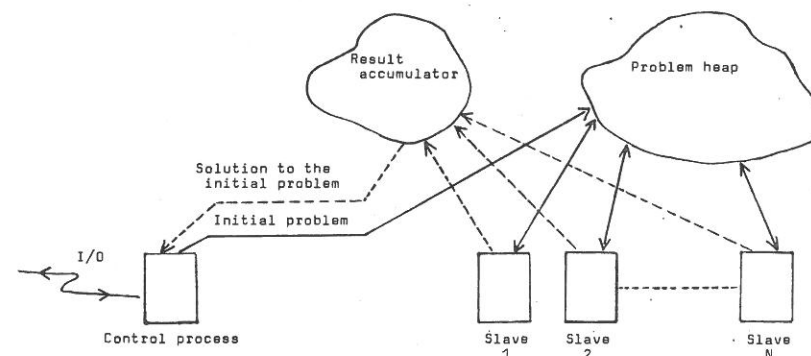 Result
accumulator
Problem heap
Solution to the
initial problem
Initial problem
I/O
Control process
Slave
1
Slave
2
Slave
N